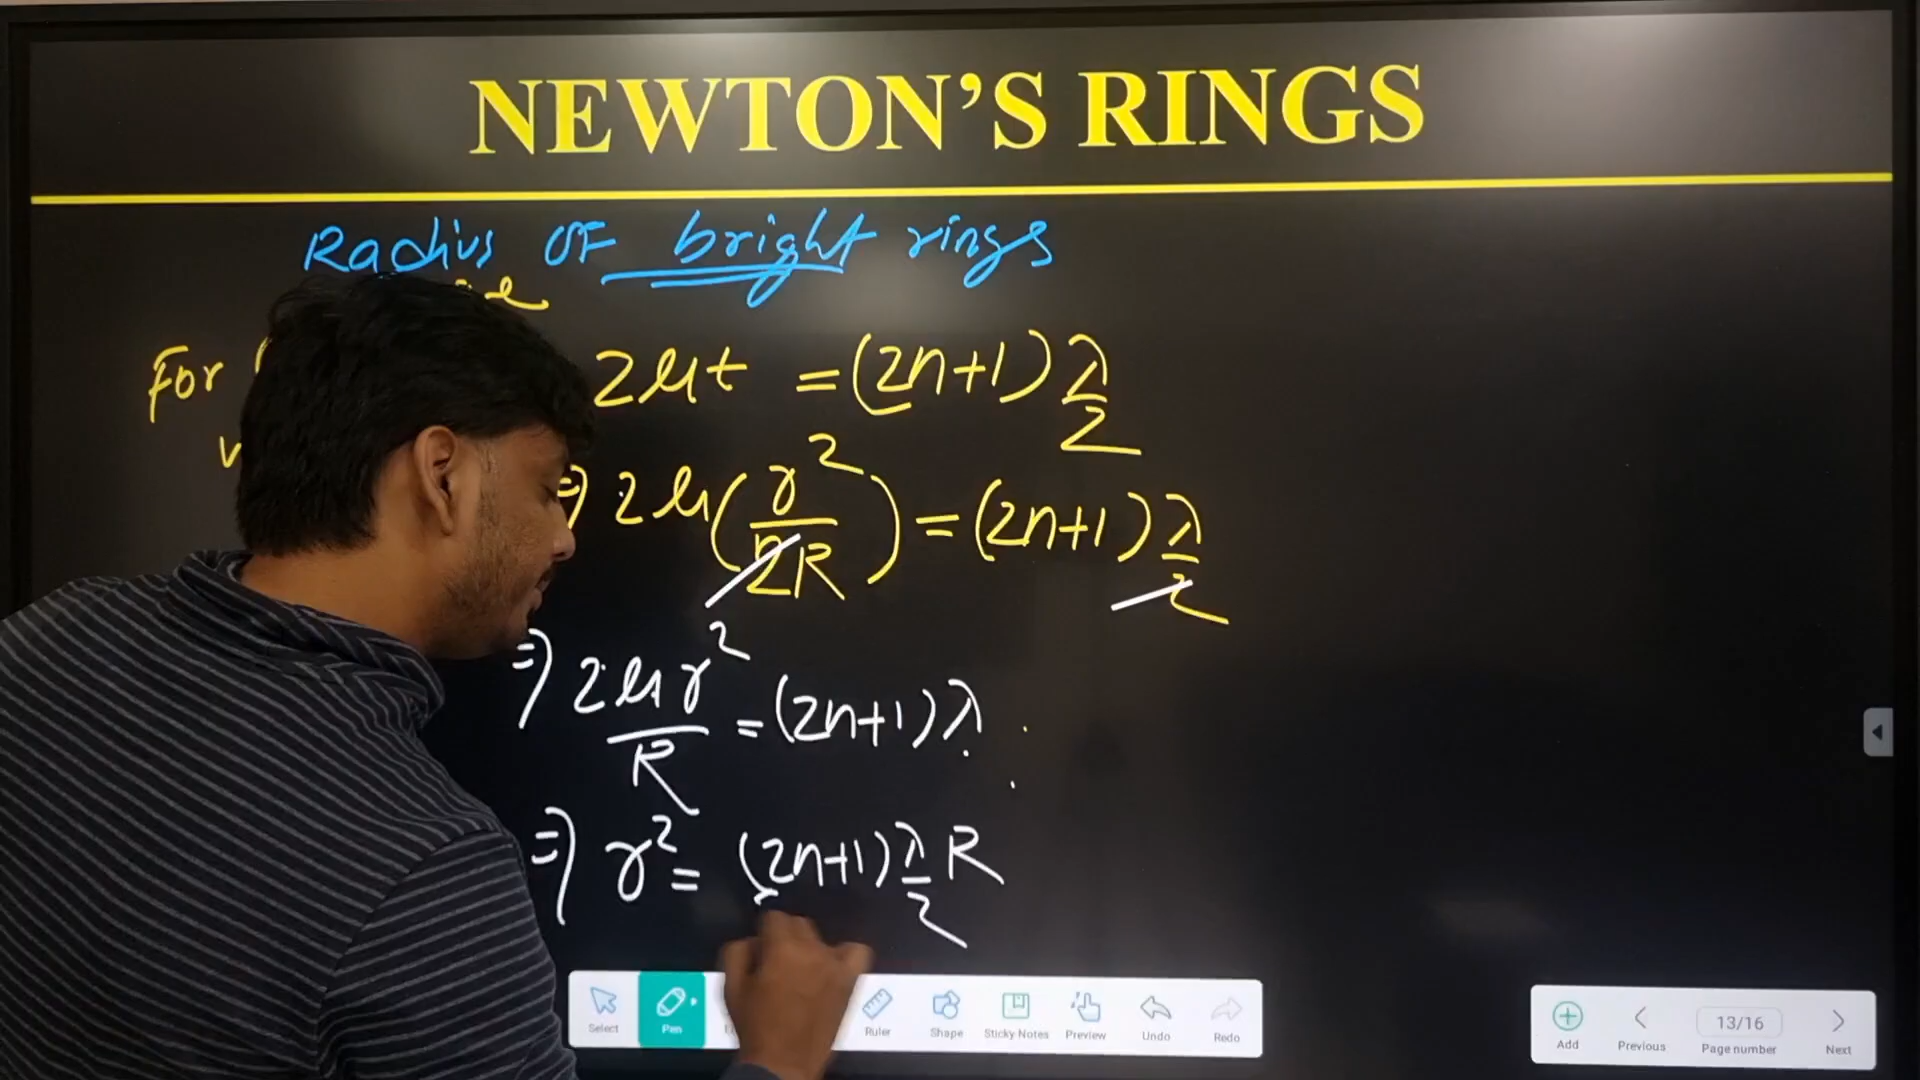 NEWTON'S RINGS
Radius OF bright rings
For
2μt = (2n+1) λ/2
⇒ 2μ(r²/2R) = (2n+1) λ/2
⇒ 2μr²/R = (2n+1) λ
⇒ r² = (2n+1) λ/2 R
Select Pen Ruler Shape Sticky Notes Preview Undo Redo
Add Previous 13/16 Page number Next